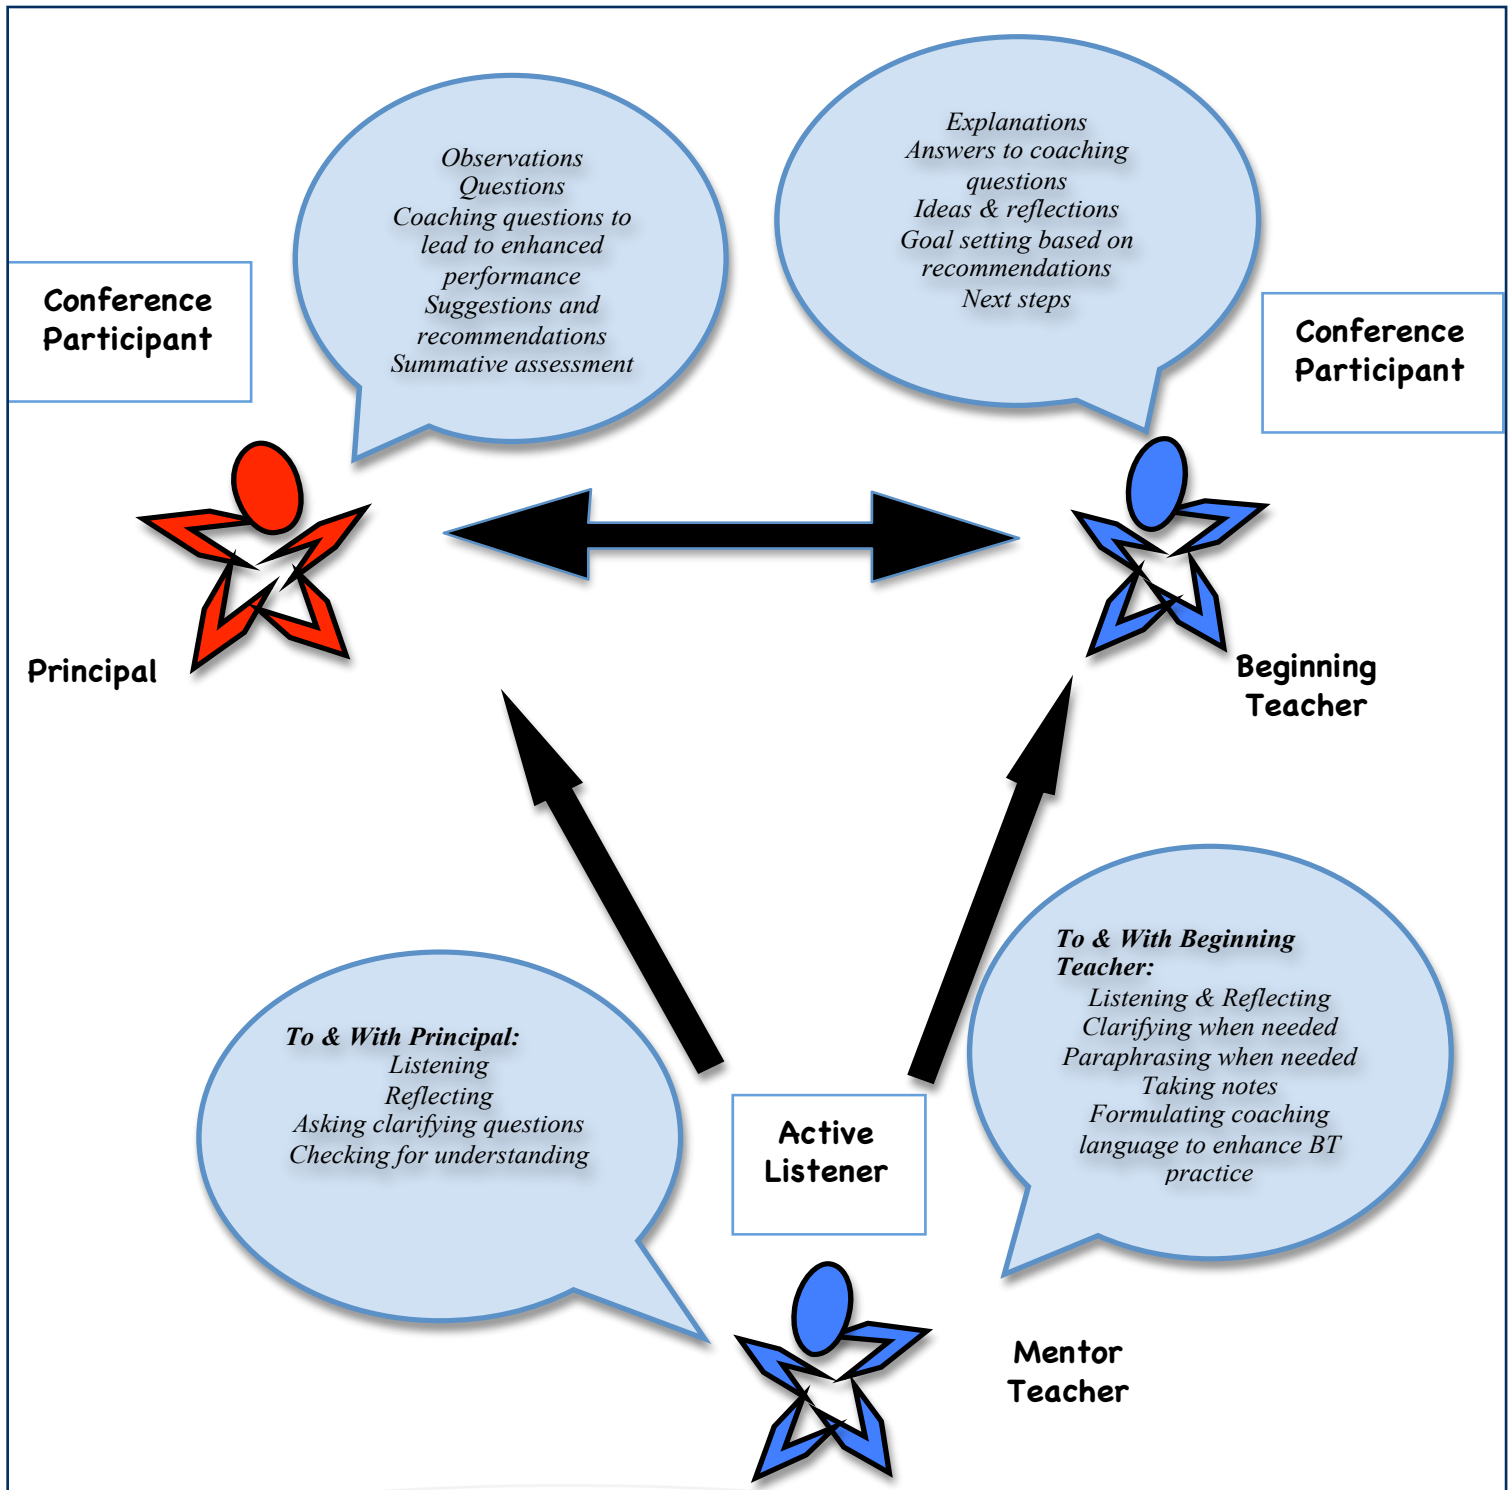 Observations
Questions
Coaching questions to
lead to enhanced
performance
Suggestions and
recommendations
Summative assessment
Explanations
Answers to coaching
questions
Ideas & reflections
Goal setting based on
recommendations
Next steps
Conference
Participant
Conference
Participant
Principal
Beginning
Teacher
To & With Principal:
Listening
Reflecting
Asking clarifying questions
Checking for understanding
To & With Beginning
Teacher:
Listening & Reflecting
Clarifying when needed
Paraphrasing when needed
Taking notes
Formulating coaching
language to enhance BT
practice
Active
Listener
Mentor
Teacher